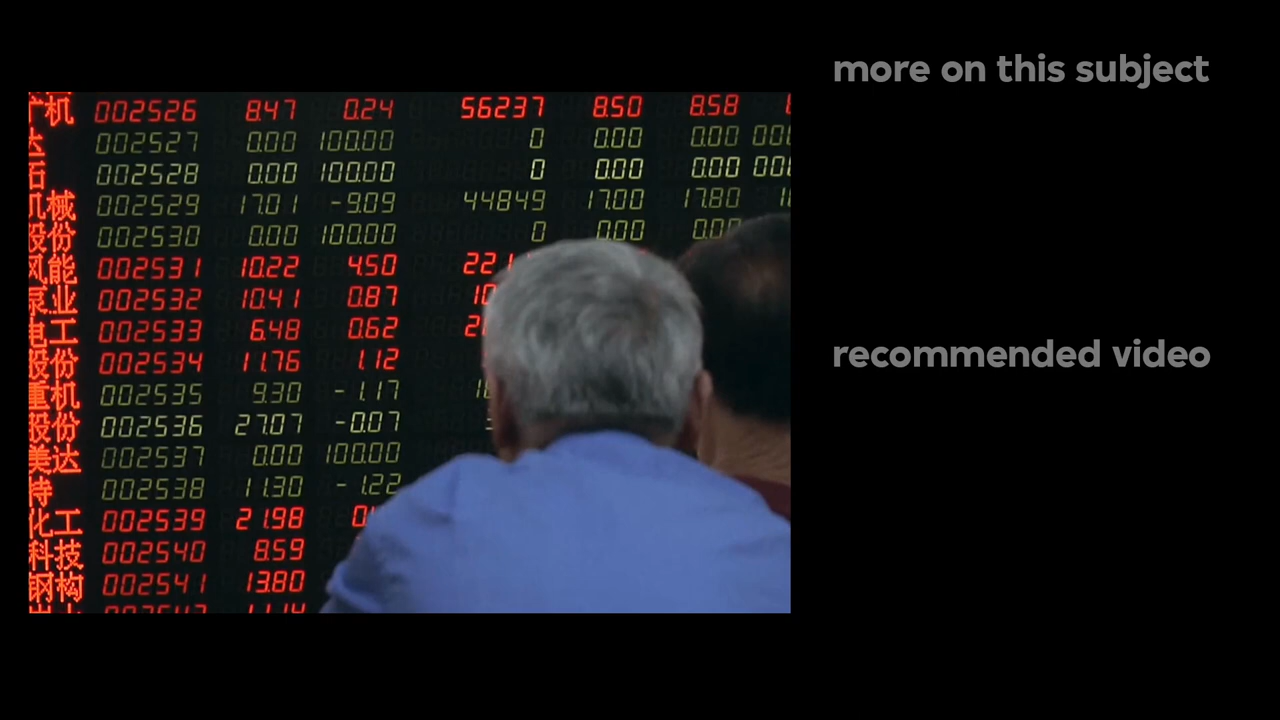 机 002526 8.47 0.24 56237 8.50 8.58
达 002527 0.00 100.00 0 0.00 0.00
石 002528 0.00 100.00 0 0.00 0.00
机械 002529 17.01 -9.09 44849 17.00 17.80
股份 002530 0.00 100.00 0 0.00 0.00
风能 002531 10.22 4.50
泵业 002532 10.41 0.87
电工 002533 6.48 0.62
股份 002534 11.76 1.12
重机 002535 9.30 -1.17
股份 002536 27.07 -0.07
美达 002537 0.00 100.00
特 002538 11.30 -1.22
化工 002539 21.98
科技 002540 8.59
钢构 002541 13.80
more on this subject
recommended video